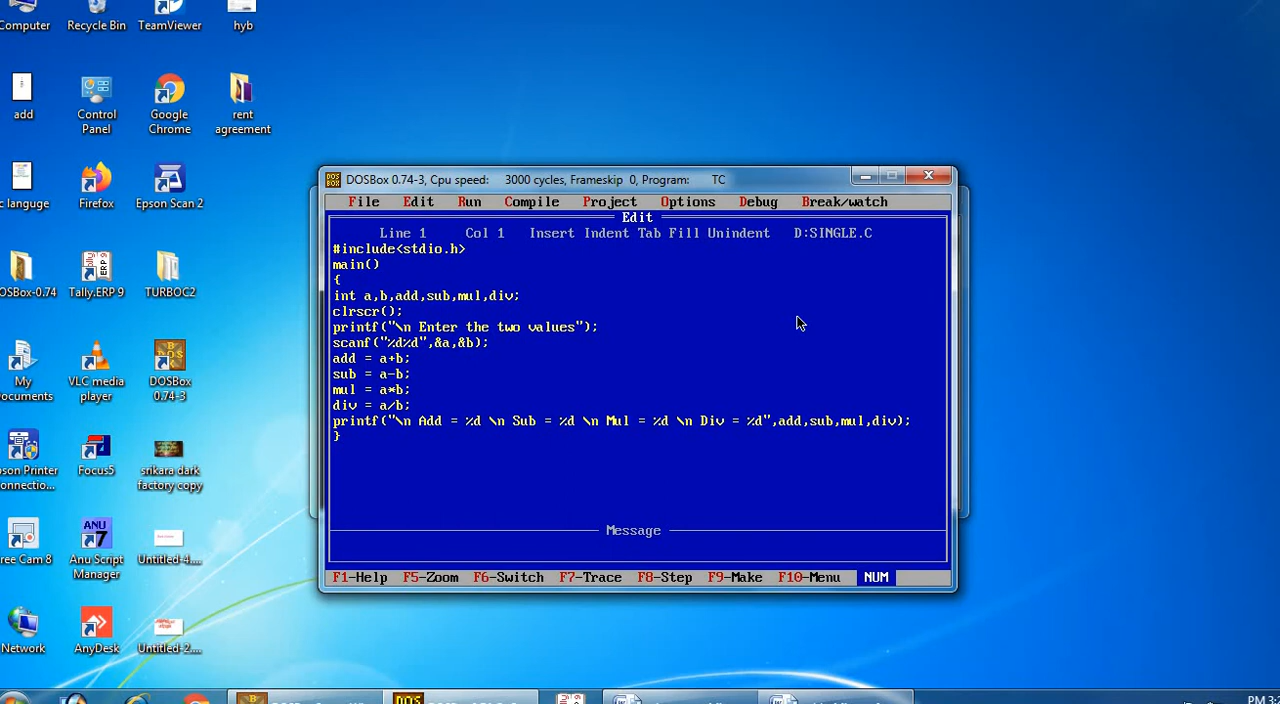 Computer
Recycle Bin
TeamViewer
hyb
add
Control Panel
Google Chrome
rent agreement
c languge
Firefox
Epson Scan 2
OSBox-0.74
Tally.ERP 9
TURBOC2
My
ocuments
VLC media player
DOSBox 0.74-3
pson Printer
onnectio...
Focus5
srikara dark factory copy
ree Cam 8
ANU
7
Anu Script Manager
Untitled-4....
Network
AnyDesk
Untitled-2....
DOSBox 0.74-3, Cpu speed: 3000 cycles, Frameskip 0, Program: TC
File Edit Run Compile Project Options Debug Break/watch
Edit
Line 1 Col 1 Insert Indent Tab Fill Unindent D:SINGLE.C
#include<stdio.h>
main()
{
int a,b,add,sub,mul,div;
clrscr();
printf("\n Enter the two values");
scanf("%d%d",&a,&b);
add = a+b;
sub = a-b;
mul = a*b;
div = a/b;
printf("\n Add = %d \n Sub = %d \n Mul = %d \n Div = %d",add,sub,mul,div);
}
Message
F1-Help F5-Zoom F6-Switch F7-Trace F8-Step F9-Make F10-Menu NUM